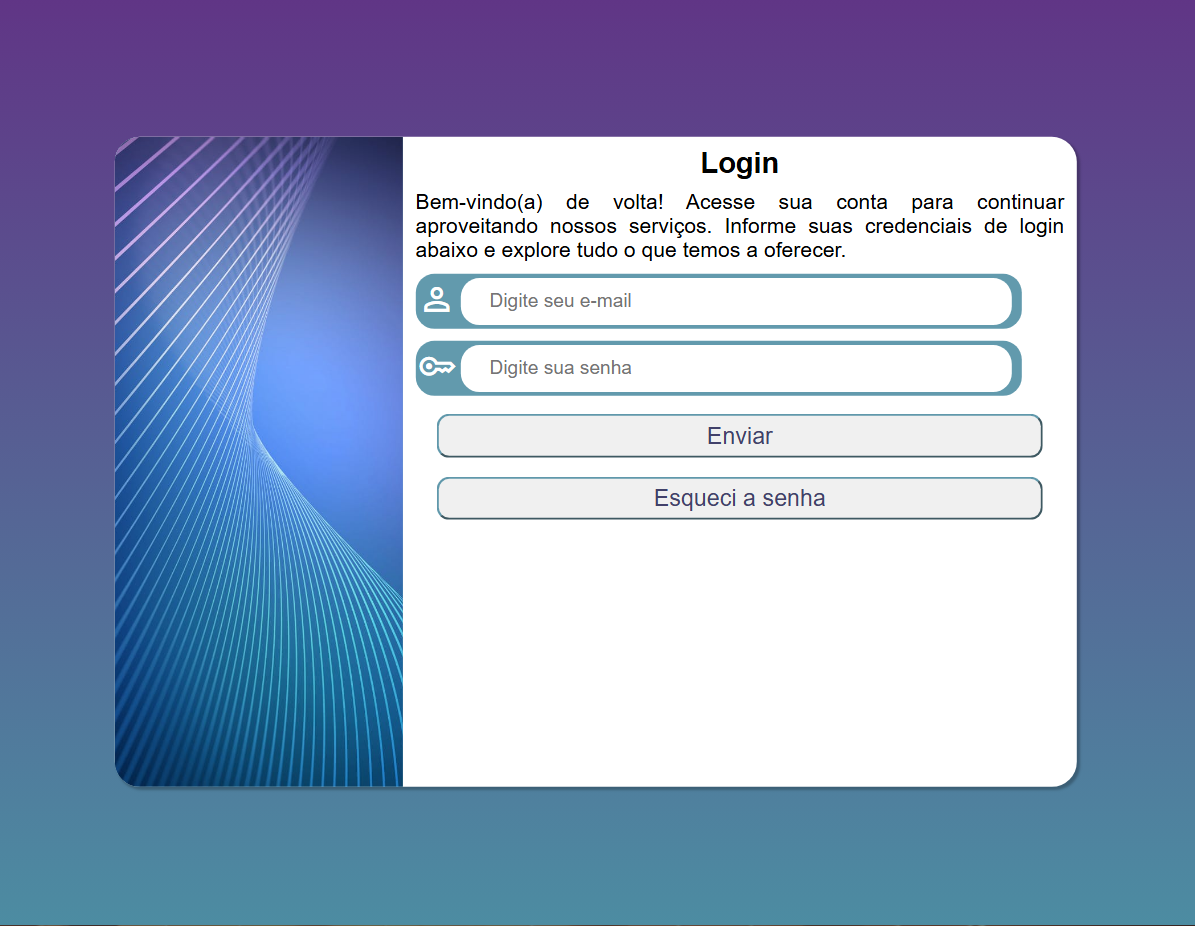 Login
Bem-vindo(a) de volta! Acesse sua conta para continuar
aproveitando nossos serviços. Informe suas credenciais de login
abaixo e explore tudo o que temos a oferecer.
Digite seu e-mail
Digite sua senha
Enviar
Esqueci a senha